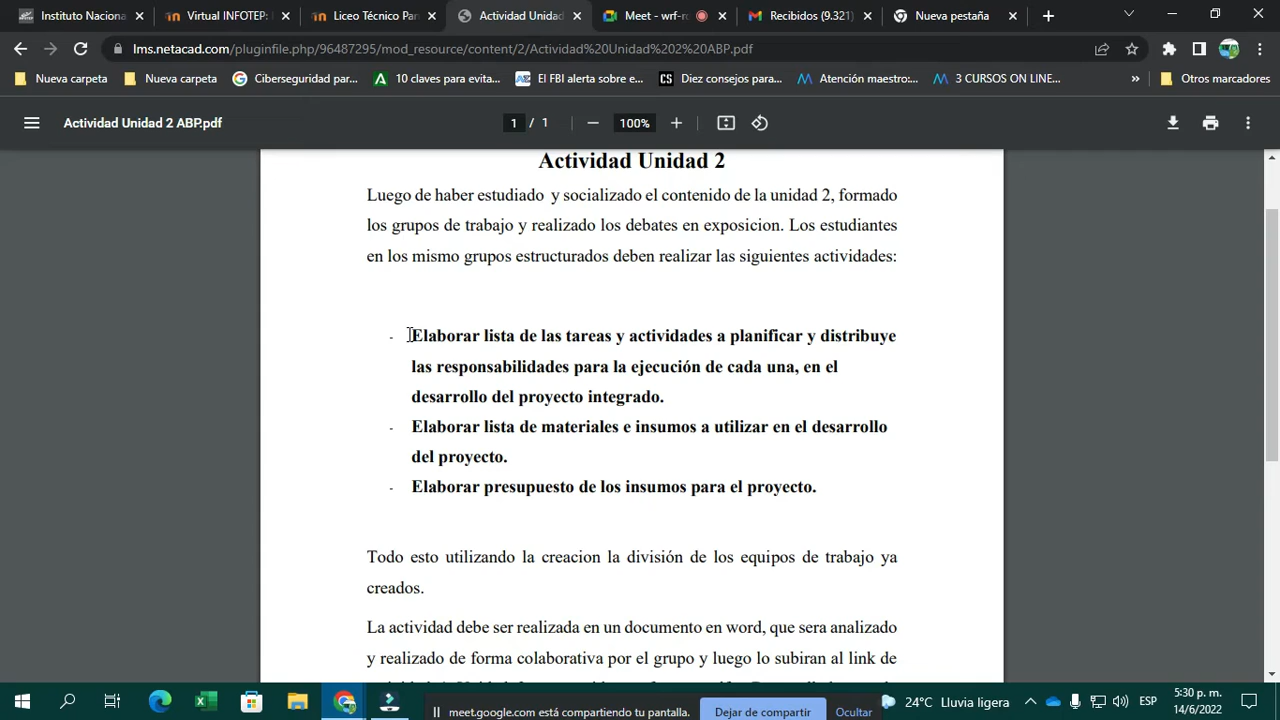 Instituto Naciona
Virtual INFOTEP:
Creo Técnico Par
Actividad Unidad
Meet - wrf-ro
Recibidos (9.321)
Nueva pestaña
lms.netacad.com/pluginfile.php/96487295/mod_resource/content/2/Actividad%20Unidad%202%20ABP.pdf
Nueva carpeta
Nueva carpeta
Ciberseguridad par...
10 claves para evita...
El FBI alerta sobre e...
Diez consejos para...
Atención maestro:...
3 CURSOS ON LINE...
»
Otros marcadores
Actividad Unidad 2 ABP.pdf
1 / 1
100%
Actividad Unidad 2
Luego de haber estudiado y socializado el contenido de la unidad 2, formado
los grupos de trabajo y realizado los debates en exposicion. Los estudiantes
en los mismo grupos estructurados deben realizar las siguientes actividades:
- Elaborar lista de las tareas y actividades a planificar y distribuye
las responsabilidades para la ejecución de cada una, en el
desarrollo del proyecto integrado.
- Elaborar lista de materiales e insumos a utilizar en el desarrollo
del proyecto.
- Elaborar presupuesto de los insumos para el proyecto.
Todo esto utilizando la creacion la división de los equipos de trabajo ya
creados.
La actividad debe ser realizada en un documento en word, que sera analizado
y realizado de forma colaborativa por el grupo y luego lo subiran al link de
meet.google.com está compartiendo tu pantalla.
Dejar de compartir
Ocultar
24°C Lluvia ligera
ESP
5:30 p. m.
14/6/2022